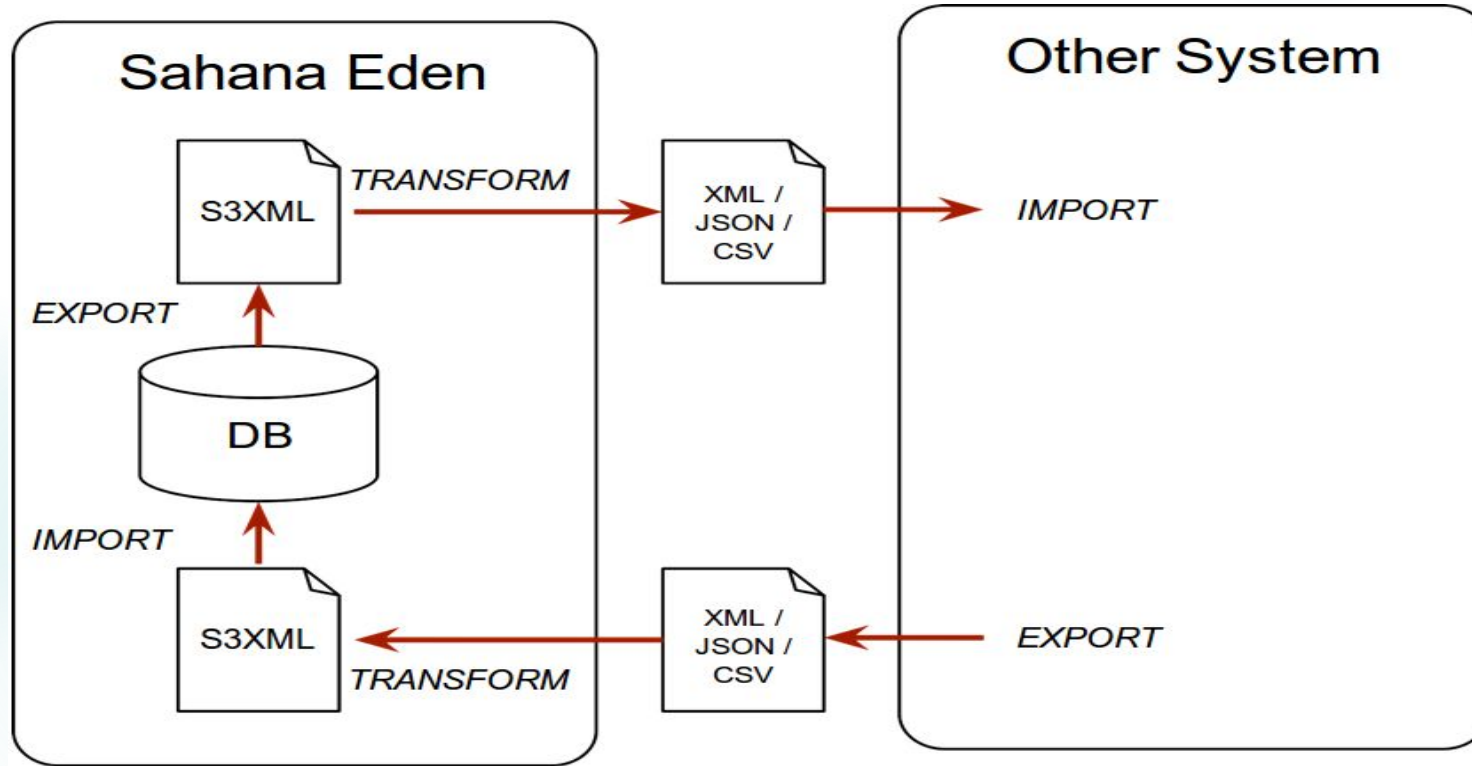 Sahana Eden
Other System
S3XML
TRANSFORM
XML /
JSON /
CSV
IMPORT
EXPORT
DB
IMPORT
S3XML
TRANSFORM
XML /
JSON /
CSV
EXPORT